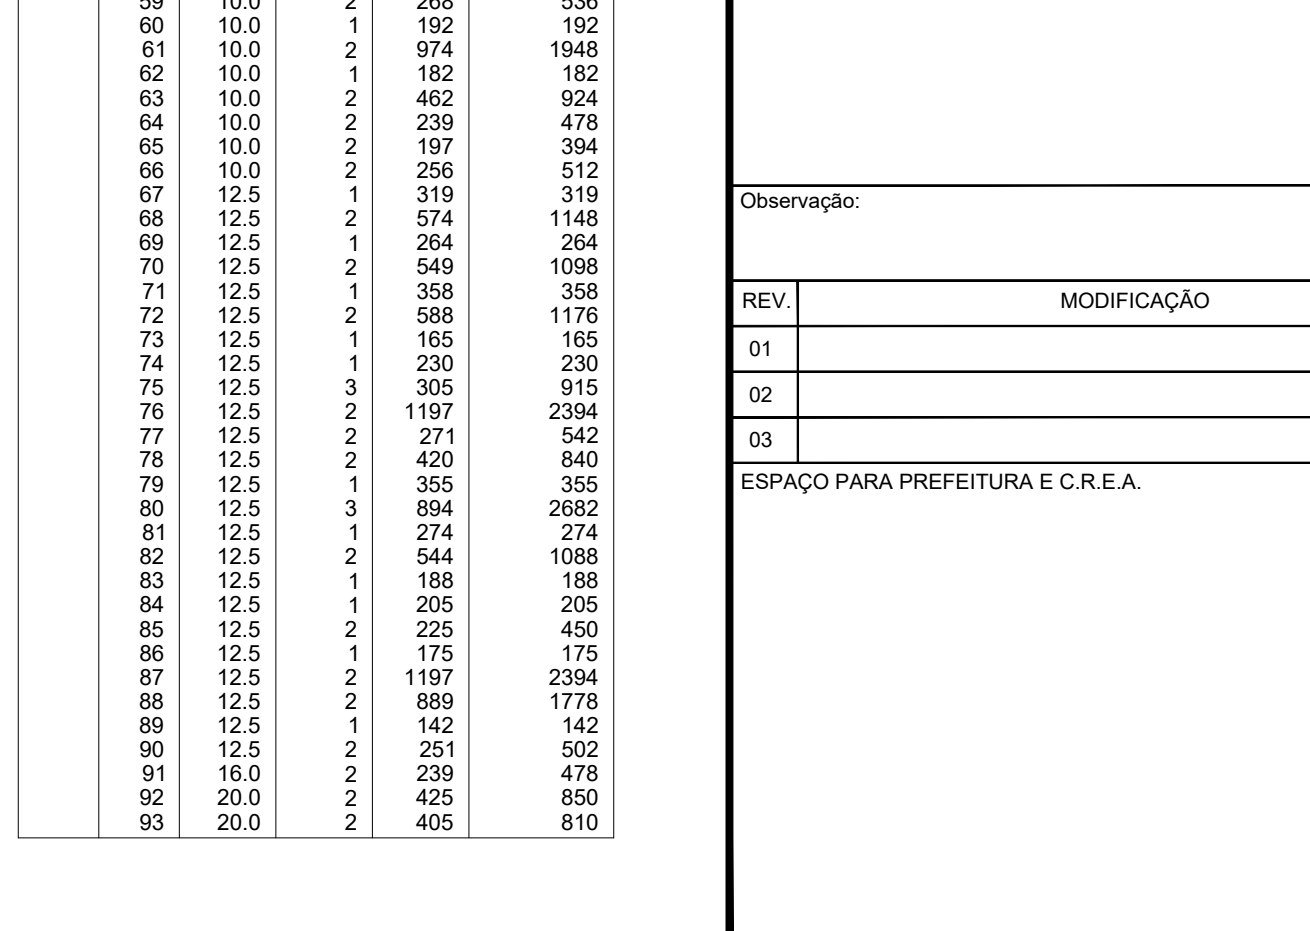 59 10.0 2 268 536
60 10.0 1 192 192
61 10.0 2 974 1948
62 10.0 1 182 182
63 10.0 2 462 924
64 10.0 2 239 478
65 10.0 2 197 394
66 10.0 2 256 512
67 12.5 1 319 319
68 12.5 2 574 1148
69 12.5 1 264 264
70 12.5 2 549 1098
71 12.5 1 358 358
72 12.5 2 588 1176
73 12.5 1 165 165
74 12.5 1 230 230
75 12.5 3 305 915
76 12.5 2 1197 2394
77 12.5 2 271 542
78 12.5 2 420 840
79 12.5 1 355 355
80 12.5 3 894 2682
81 12.5 1 274 274
82 12.5 2 544 1088
83 12.5 1 188 188
84 12.5 1 205 205
85 12.5 2 225 450
86 12.5 1 175 175
87 12.5 2 1197 2394
88 12.5 2 889 1778
89 12.5 1 142 142
90 12.5 2 251 502
91 16.0 2 239 478
92 20.0 2 425 850
93 20.0 2 405 810
Observação:
REV. MODIFICAÇÃO
01
02
03
ESPAÇO PARA PREFEITURA E C.R.E.A.